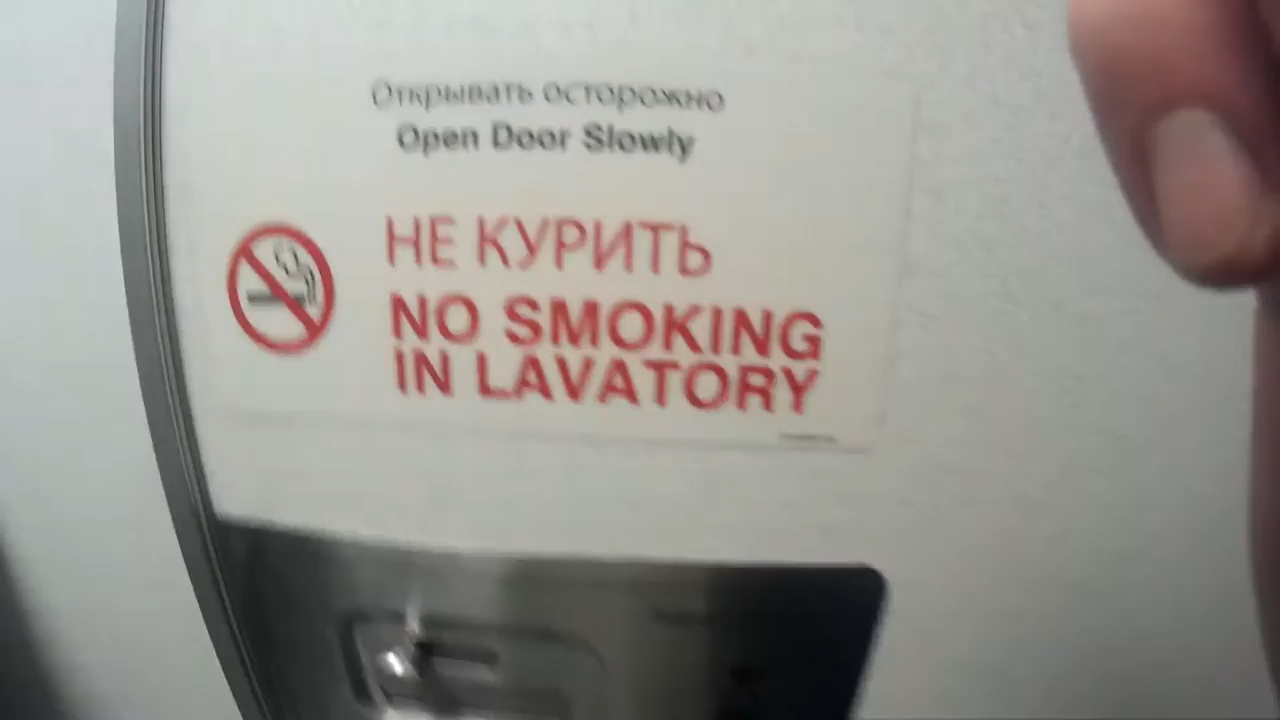 Открывать осторожно
Open Door Slowly
НЕ КУРИТЬ
NO SMOKING
IN LAVATORY